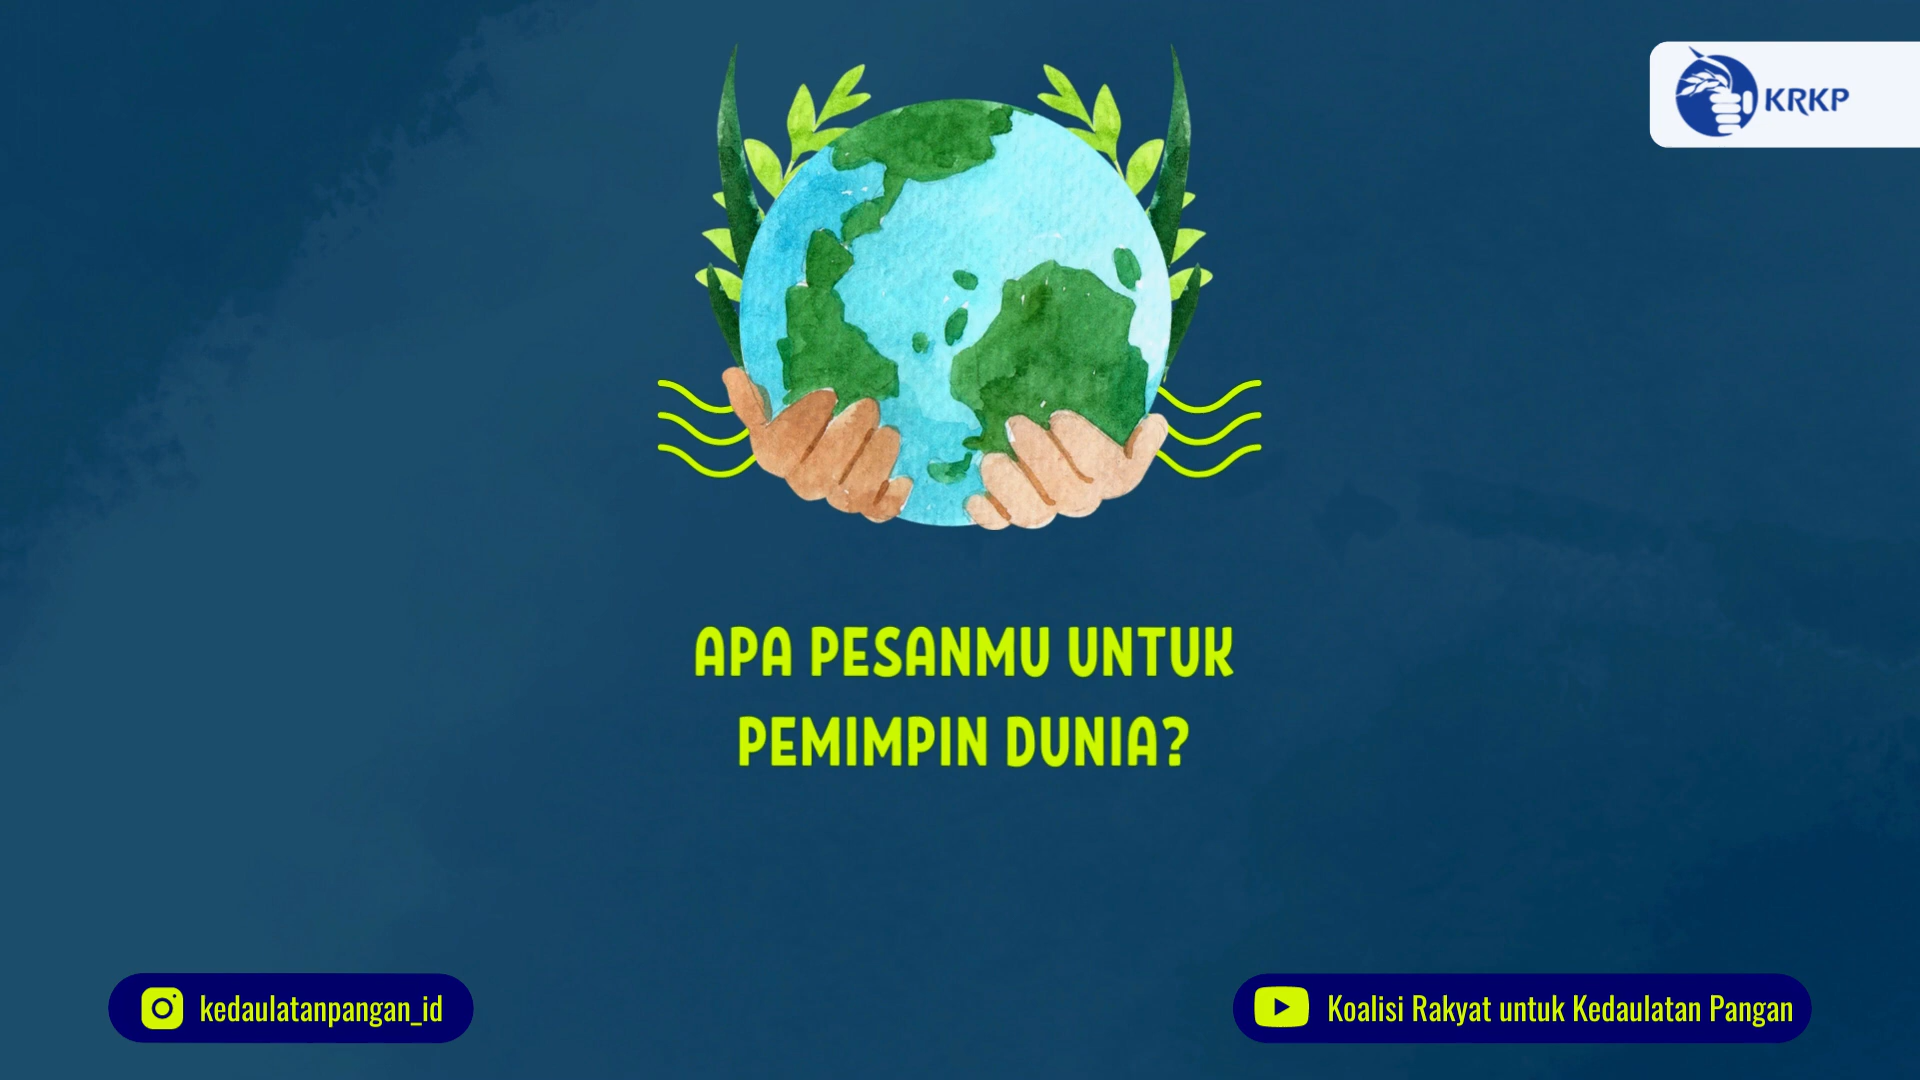 KRKP
APA PESANMU UNTUK
PEMIMPIN DUNIA?
kedaulatanpangan_id
Koalisi Rakyat untuk Kedaulatan Pangan